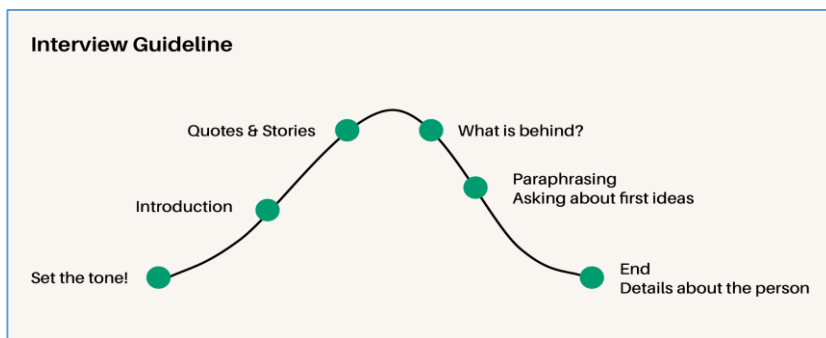 Interview Guideline
Set the tone!
Introduction
Quotes & Stories
What is behind?
Paraphrasing
Asking about first ideas
End
Details about the person